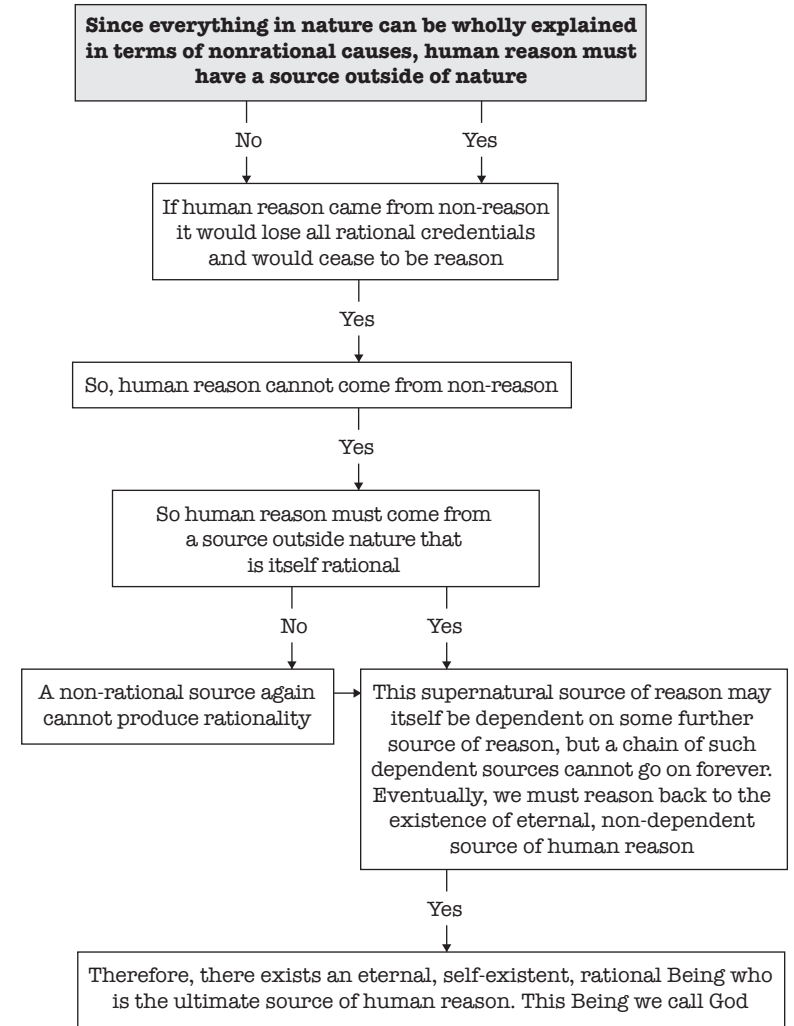 Since everything in nature can be wholly explained
in terms of nonrational causes, human reason must
have a source outside of nature
No
Yes
If human reason came from non-reason
it would lose all rational credentials
and would cease to be reason
Yes
So, human reason cannot come from non-reason
Yes
So human reason must come from
a source outside nature that
is itself rational
No
Yes
A non-rational source again
cannot produce rationality
This supernatural source of reason may
itself be dependent on some further
source of reason, but a chain of such
dependent sources cannot go on forever.
Eventually, we must reason back to the
existence of eternal, non-dependent
source of human reason
Yes
Therefore, there exists an eternal, self-existent, rational Being who
is the ultimate source of human reason. This Being we call God